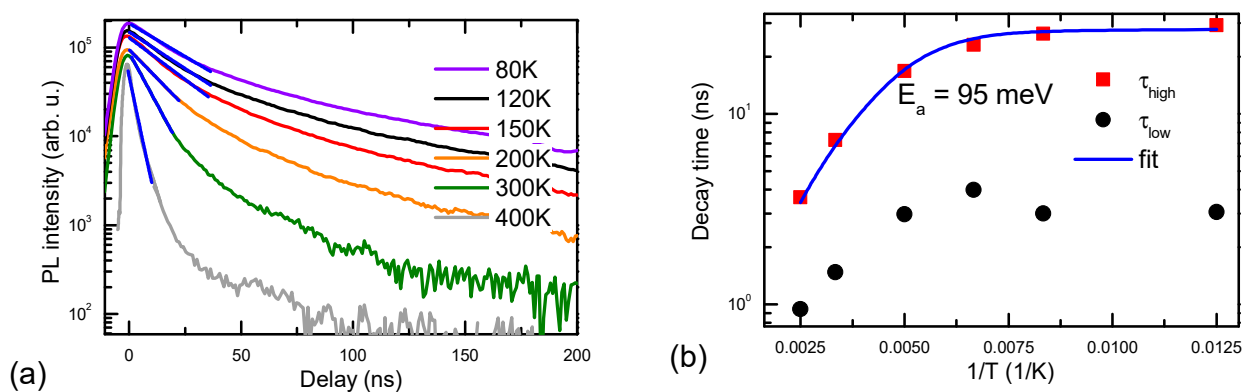 10^5
10^4
10^3
10^2
PL intensity (arb. u.)
80K
120K
150K
200K
300K
400K
0
50
100
150
200
Delay (ns)
(a)
10^1
10^0
Decay time (ns)
E_a = 95 meV
τ_high
τ_low
fit
0.0025
0.0050
0.0075
0.0100
0.0125
1/T (1/K)
(b)